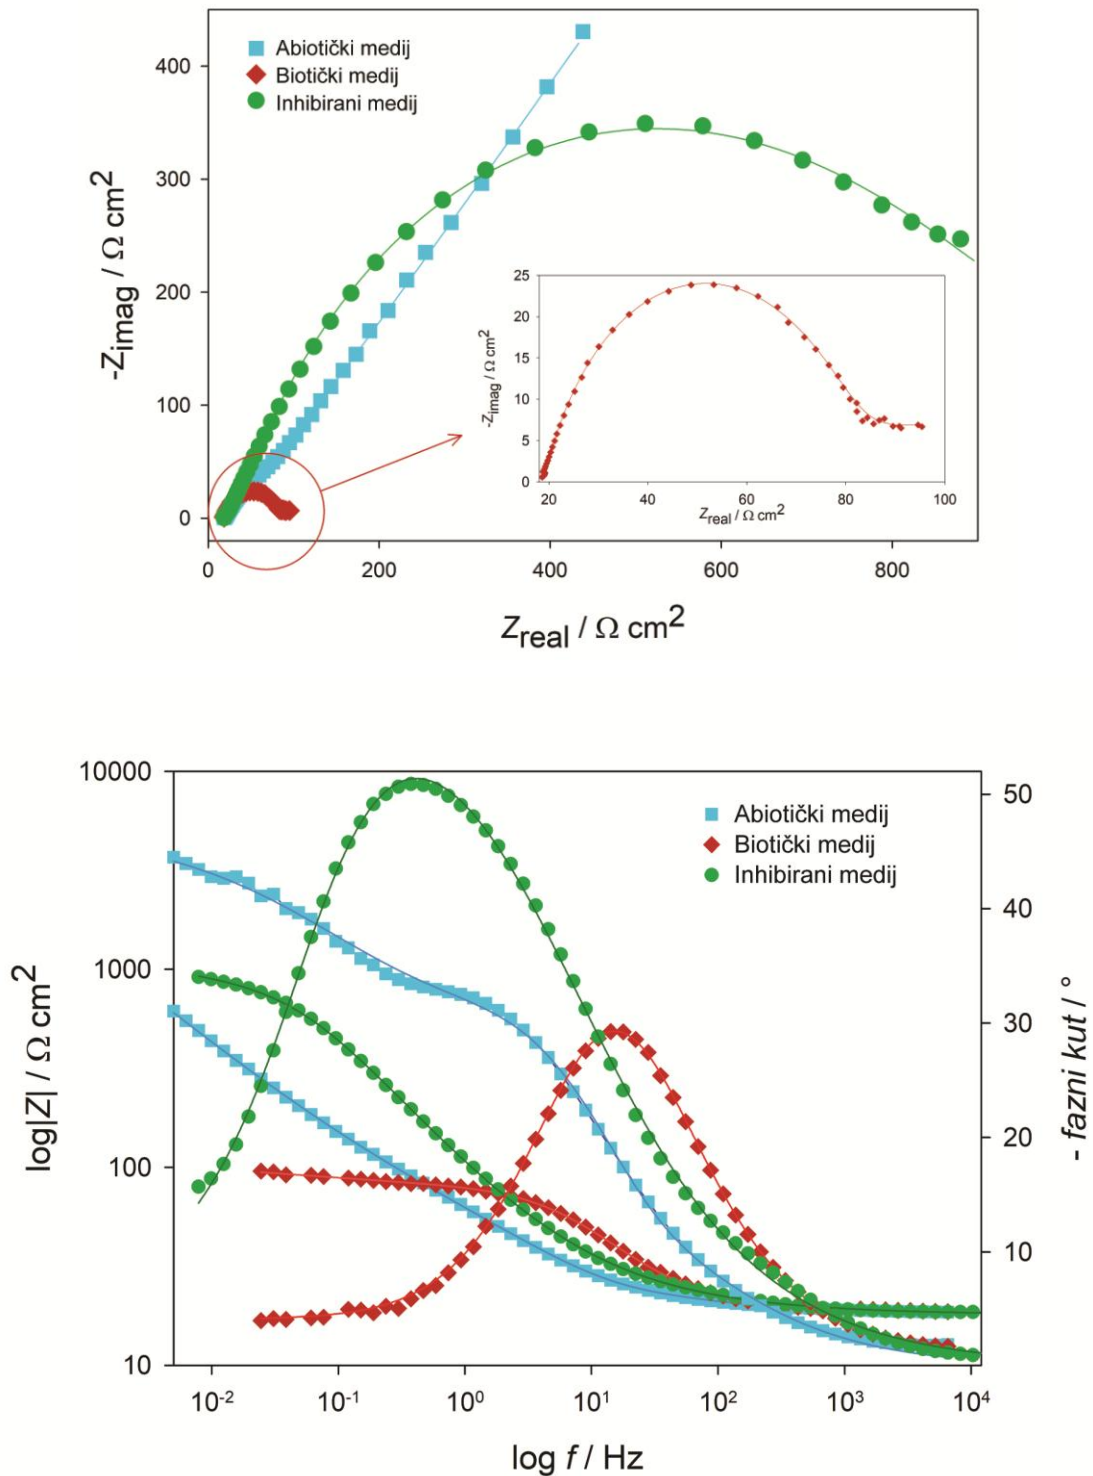 Abiotički medij
Biotički medij
Inhibirani medij
400
300
200
100
0
-Zimag / Ω cm²
25
20
15
10
5
0
-Zimag / Ω cm²
20 40 60 80 100
Zreal / Ω cm²
0 200 400 600 800
Zreal / Ω cm²
Abiotički medij
Biotički medij
Inhibirani medij
10000
1000
100
10
log|Z| / Ω cm²
50
40
30
20
10
- fazni kut / °
10⁻² 10⁻¹ 10⁰ 10¹ 10² 10³ 10⁴
log f / Hz